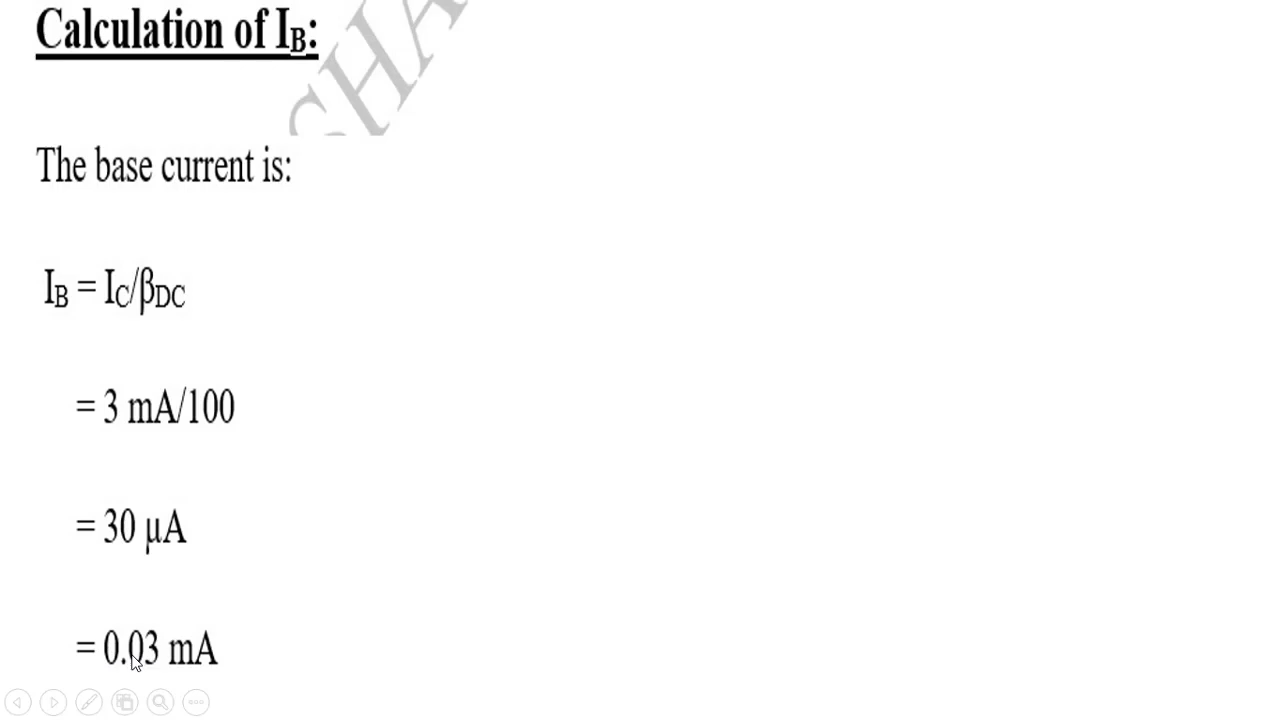 Calculation of IB:
The base current is:
IB = IC/βDC
= 3 mA/100
= 30 μA
= 0.03 mA